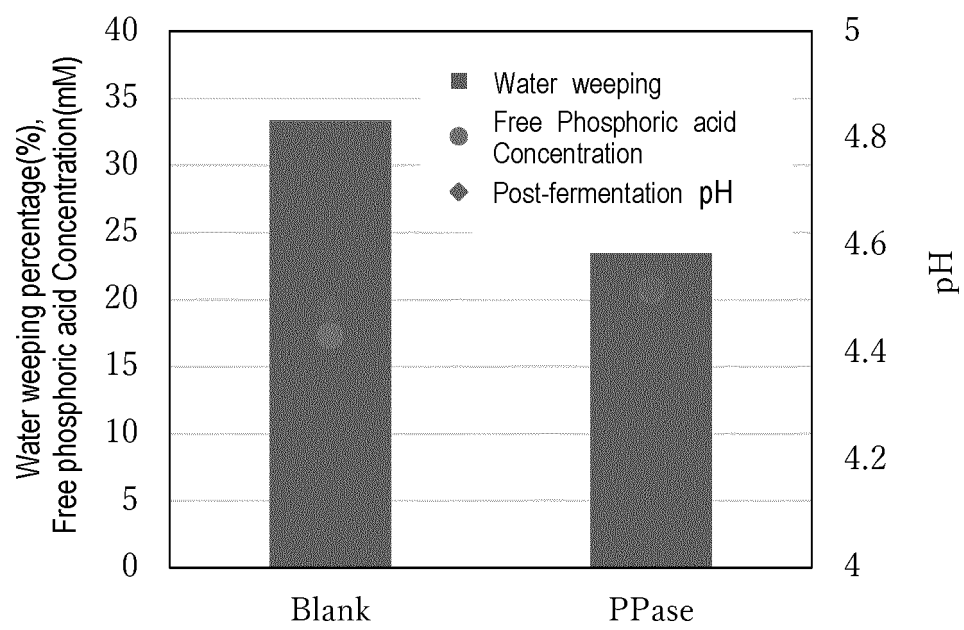 Water weeping percentage(%),
Free phosphoric acid Concentration(mM)
40
35
30
25
20
15
10
5
0
Water weeping
Free Phosphoric acid
Concentration
Post-fermentation pH
5
4.8
4.6
4.4
4.2
4
pH
Blank
PPase